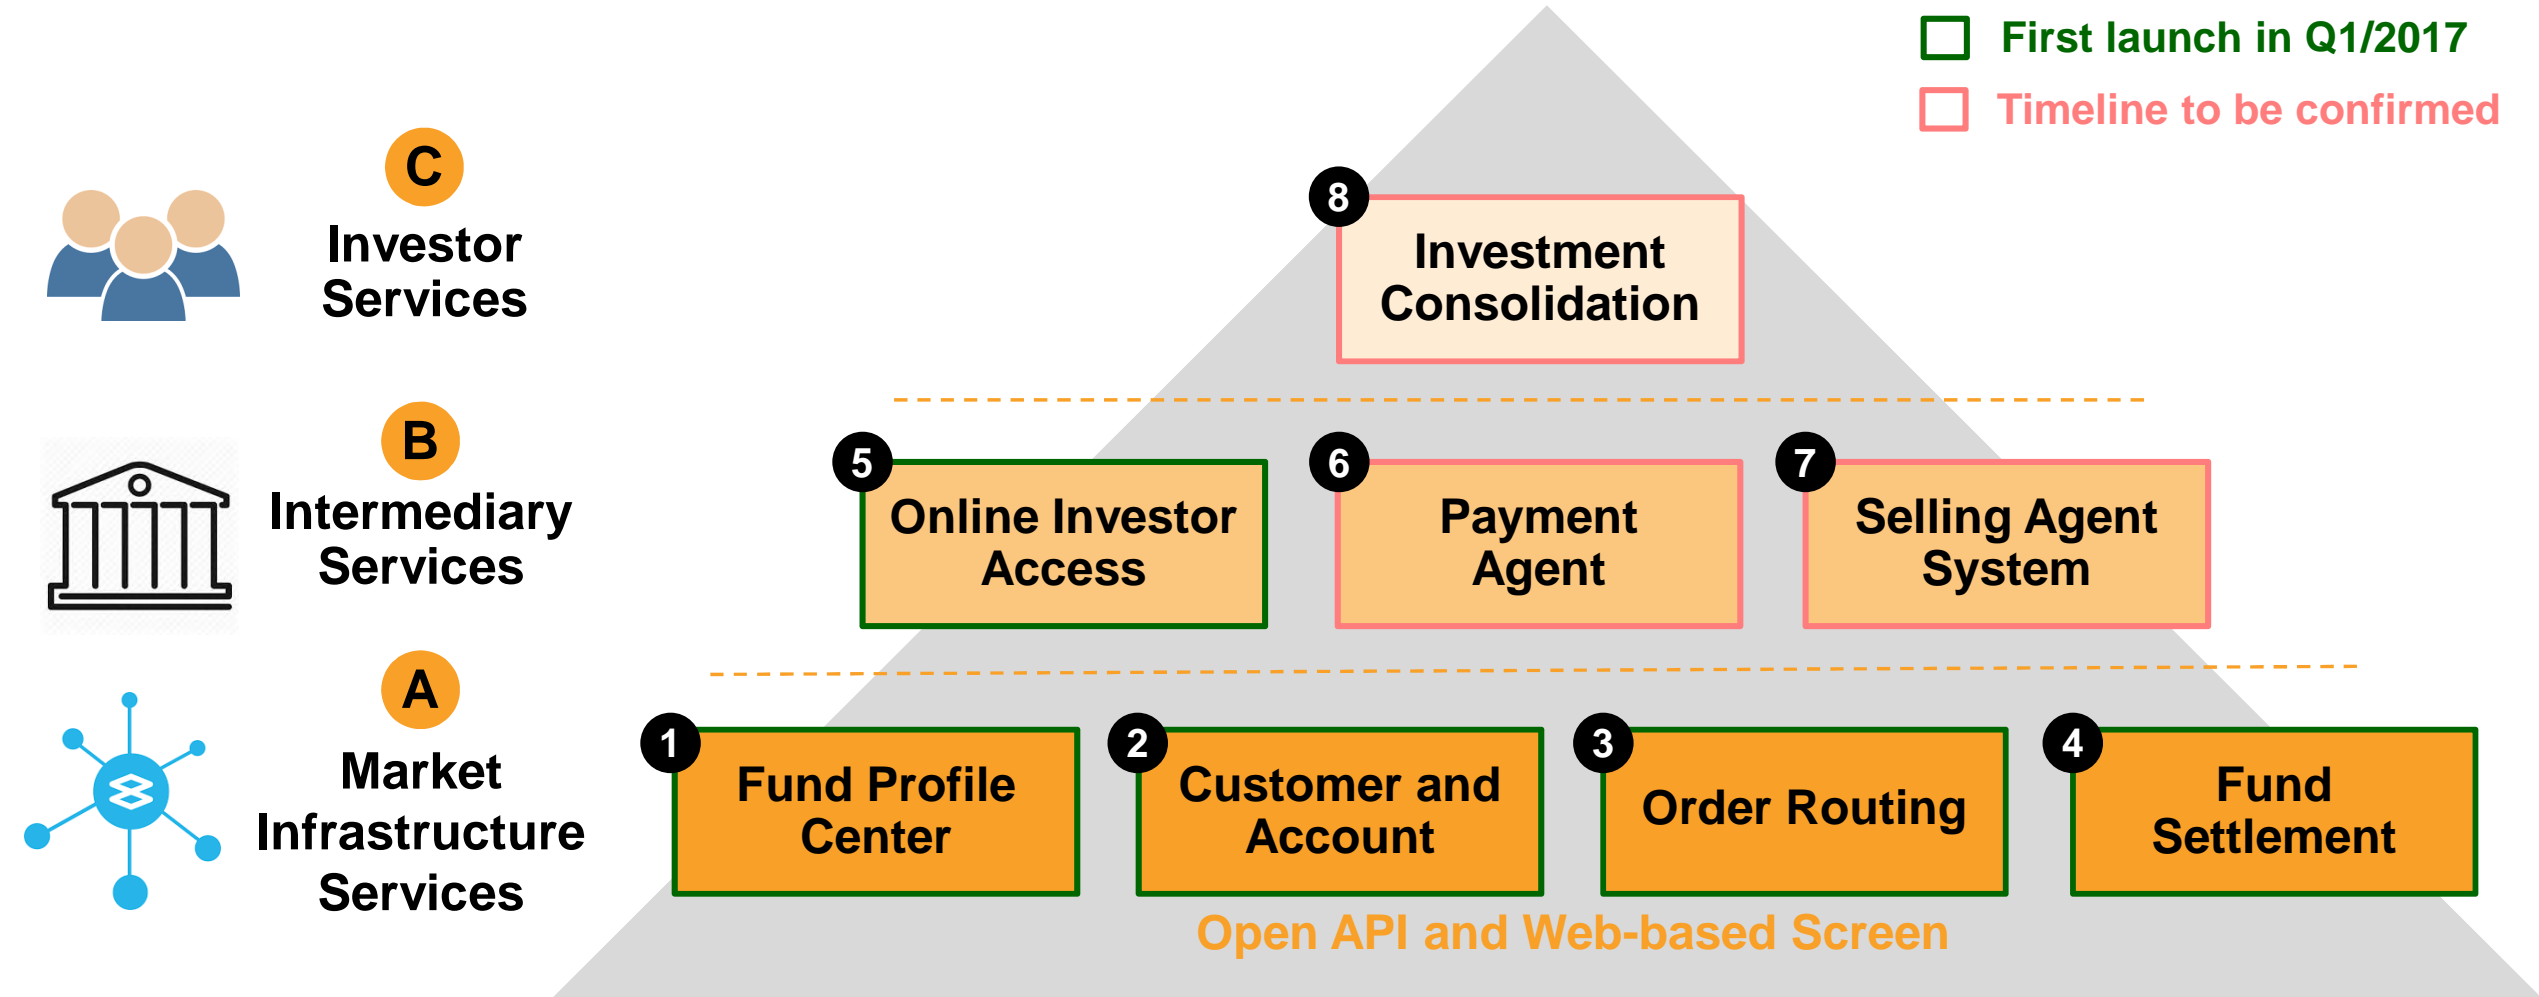 First launch in Q1/2017
Timeline to be confirmed
C
Investor
Services
8
Investment
Consolidation
B
Intermediary
Services
5
Online Investor
Access
6
Payment
Agent
7
Selling Agent
System
A
Market
Infrastructure
Services
1
Fund Profile
Center
2
Customer and
Account
3
Order Routing
4
Fund
Settlement
Open API and Web-based Screen